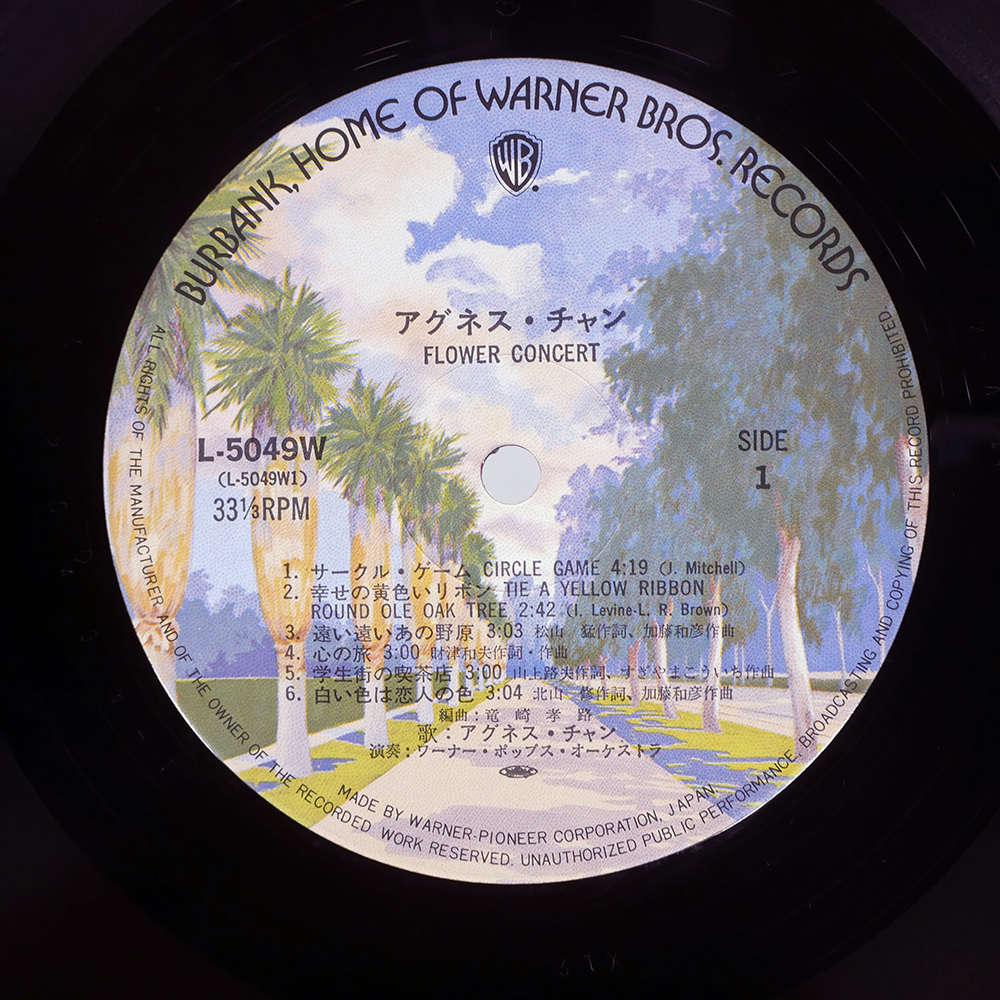 BURBANK, HOME OF WARNER BROS. RECORDS
WB
アグネス・チャン
FLOWER CONCERT
L-5049W
(L-5049W1)
33⅓RPM
SIDE
1
1. サークル・ゲーム CIRCLE GAME 4:19 (J. Mitchell)
2. 幸せの黄色いリボン TIE A YELLOW RIBBON
ROUND OLE OAK TREE 2:42 (I. Levine-L. R. Brown)
3. 遠い遠いあの野原 3:03 松山 猛作詞、加藤和彦作曲
4. 心の旅 3:00 財津和夫作詞・作曲
5. 学生街の喫茶店 3:00 山上路夫作詞、すぎやまこういち作曲
6. 白い色は恋人の色 3:04 北山 修作詞、加藤和彦作曲
編曲:竜崎孝路
歌:アグネス・チャン
演奏:ワーナー・ポップス・オーケストラ
MADE BY WARNER-PIONEER CORPORATION, JAPAN
ALL RIGHTS OF THE MANUFACTURER AND OF THE OWNER OF THE RECORDED WORK RESERVED. UNAUTHORIZED PUBLIC PERFORMANCE, BROADCASTING AND COPYING OF THIS RECORD PROHIBITED